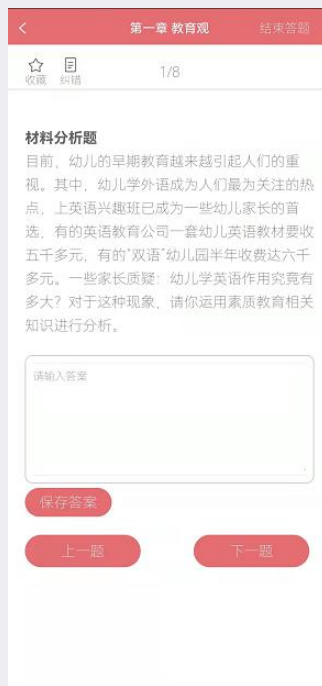 第一章 教育观
结束答题
收藏 纠错
1/8
材料分析题
目前，幼儿的早期教育越来越引起人们的重
视。其中，幼儿学外语成为人们最为关注的热
点，上英语兴趣班已成为一些幼儿家长的首
选，有的英语教育公司一套幼儿英语教材要收
五千多元，有的“双语”幼儿园半年收费达六千
多元。一些家长质疑：幼儿学英语作用究竟有
多大？对于这种现象，请你运用素质教育相关
知识进行分析。
请输入答案
保存答案
上一题
下一题